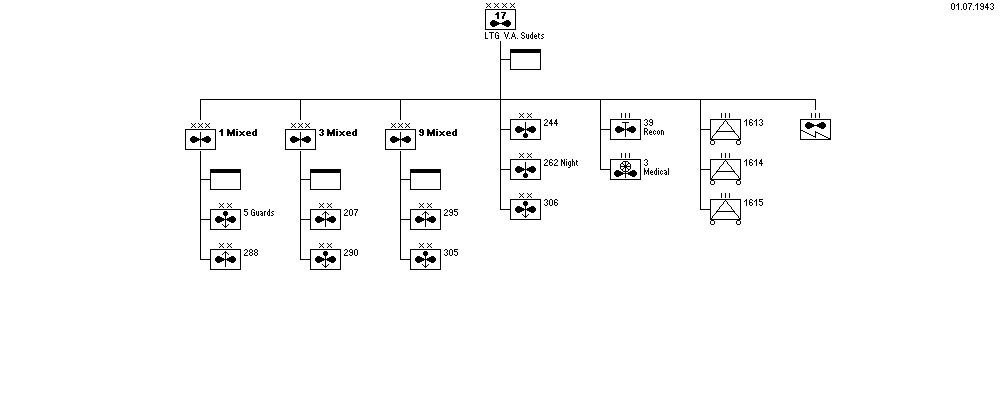 01.07.1943
XXXX
17
LTG V.A. Sudets
XXX
1 Mixed
XXX
3 Mixed
XXX
9 Mixed
XX
244
III
39
Recon
III
1613
III
XX
262 Night
III
3
Medical
III
1614
XX
5 Guards
XX
207
XX
295
XX
306
III
1615
XX
288
XX
290
XX
305